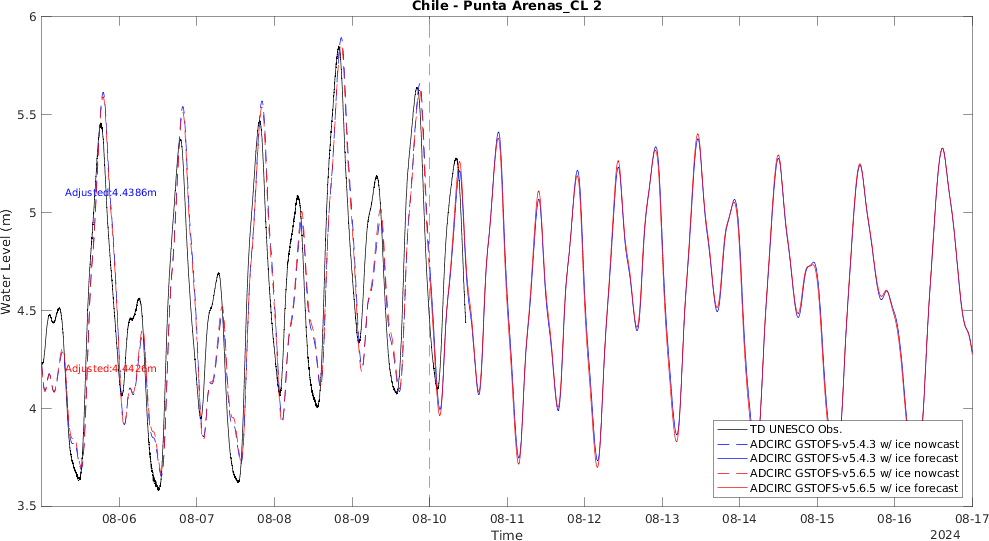 Chile - Punta Arenas_CL 2
6
5.5
5
4.5
4
3.5
Water Level (m)
Adjusted:4.4386m
Adjusted:4.4426m
TD UNESCO Obs.
ADCIRC GSTOFS-v5.4.3 w/ ice nowcast
ADCIRC GSTOFS-v5.4.3 w/ ice forecast
ADCIRC GSTOFS-v5.6.5 w/ ice nowcast
ADCIRC GSTOFS-v5.6.5 w/ ice forecast
08-06 08-07 08-08 08-09 08-10 08-11 08-12 08-13 08-14 08-15 08-16 08-17
Time
2024